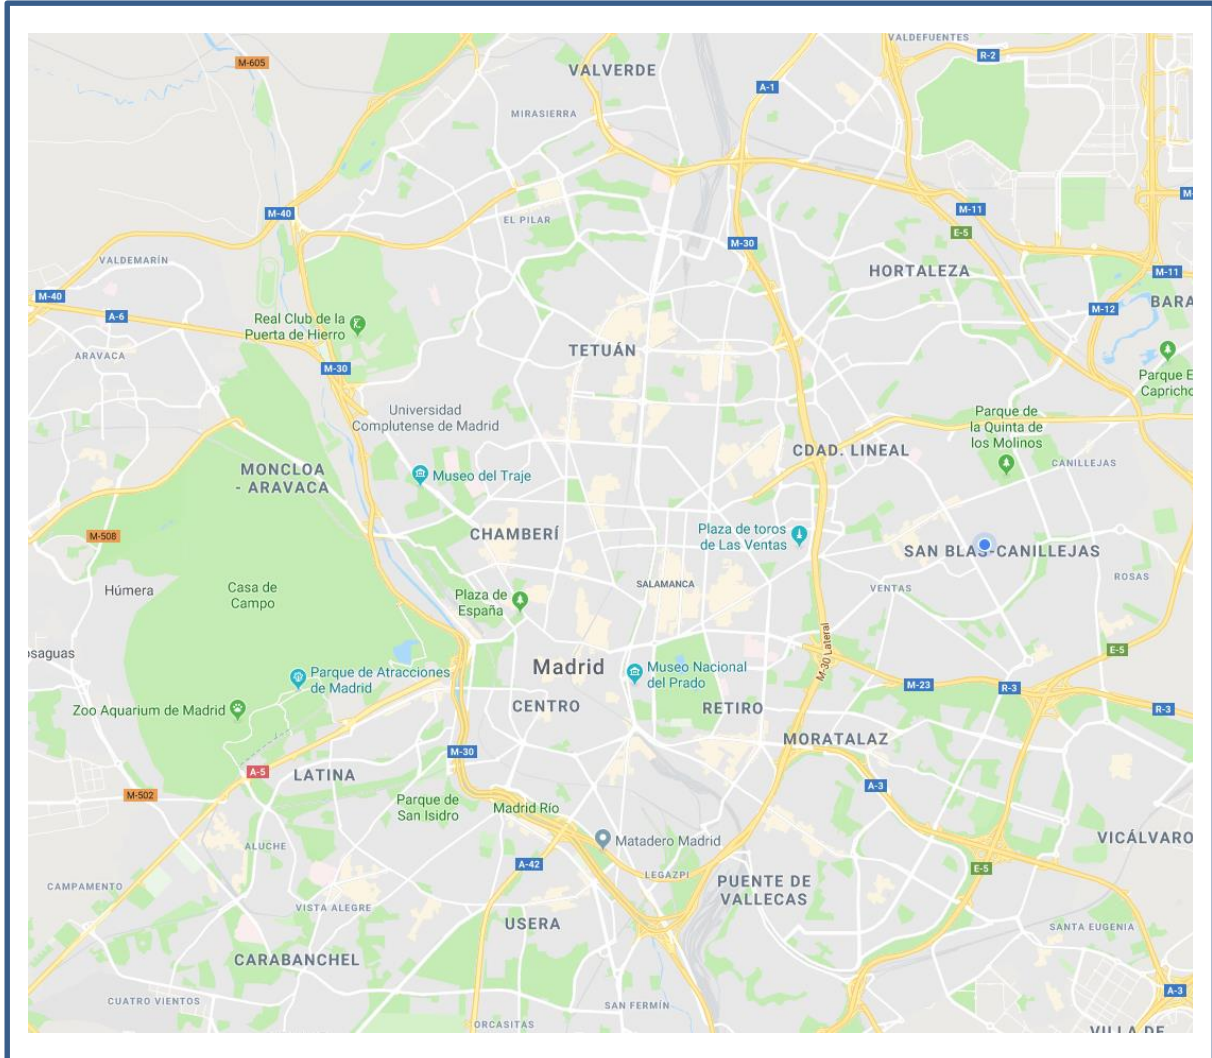 VALDEFUENTES
M-605
R-2
VALVERDE
A-1
MIRASIERRA
M-40
EL PILAR
M-11
E-5
M-30
VALDEMARÍN
HORTALEZA
M-11
M-40
BARA
A-6
M-12
Real Club de la
Puerta de Hierro
TETUÁN
ARAVACA
M-30
Parque E
Capricho
Universidad
Complutense de Madrid
Parque de
la Quinta de
los Molinos
CDAD. LINEAL
MONCLOA
- ARAVACA
CANILLEJAS
Museo del Traje
CHAMBERÍ
Plaza de toros
de Las Ventas
M-508
SAN BLAS-CANILLEJAS
Húmera
Casa de
Campo
SALAMANCA
VENTAS
ROSAS
Plaza de
España
osaguas
M-30 Lateral
E-5
Parque de Atracciones
de Madrid
Madrid
Museo Nacional
del Prado
M-23
R-3
Zoo Aquarium de Madrid
CENTRO
RETIRO
R-3
MORATALAZ
M-30
A-5
LATINA
A-3
M-502
Parque de
San Isidro
Madrid Río
Matadero Madrid
VICÁLVARO
ALUCHE
A-42
LEGAZPI
E-5
CAMPAMENTO
PUENTE DE
VALLECAS
VISTA ALEGRE
USERA
SANTA EUGENIA
CARABANCHEL
A-3
CUATRO VIENTOS
SAN FERMÍN
ORCASITAS
VILLA DE